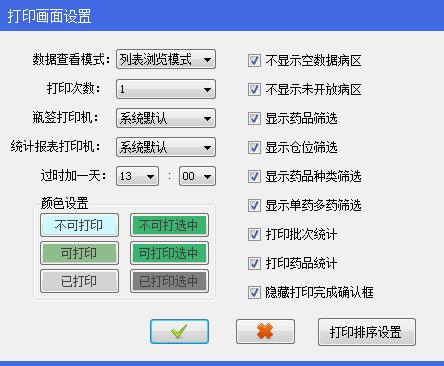 打印画面设置
数据查看模式： 列表浏览模式
打印次数： 1
瓶签打印机： 系统默认
统计报表打印机： 系统默认
过时加一天： 13 : 00
颜色设置
不可打印 不可打选中
可打印 可打印选中
已打印 已打印选中
不显示空数据病区
不显示未开放病区
显示药品筛选
显示仓位筛选
显示药品种类筛选
显示单药多药筛选
打印批次统计
打印药品统计
隐藏打印完成确认框
打印排序设置